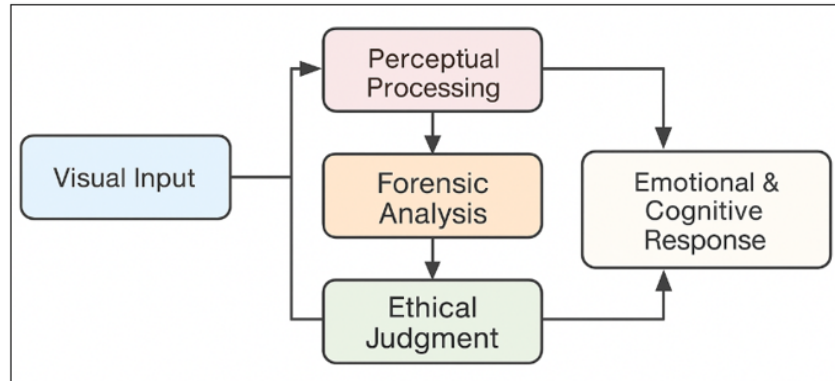 Visual Input
Perceptual
Processing
Forensic
Analysis
Ethical
Judgment
Emotional &
Cognitive
Response